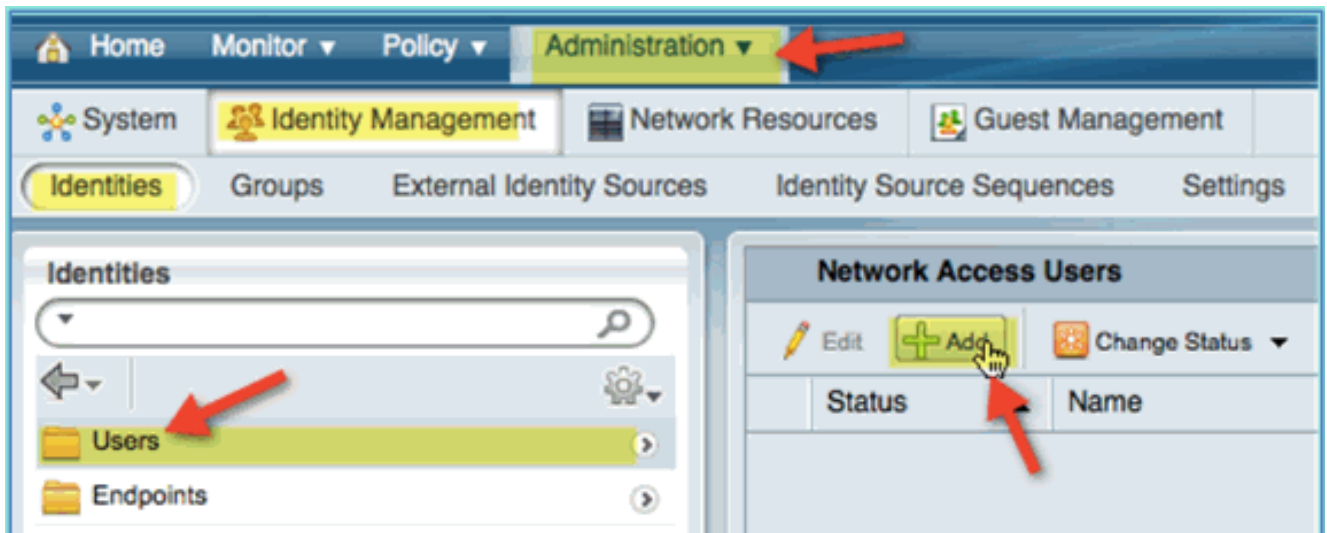 Home Monitor Policy Administration
System Identity Management Network Resources Guest Management
Identities Groups External Identity Sources Identity Source Sequences Settings
Identities
Users
Endpoints
Network Access Users
Edit Add Change Status
Status Name